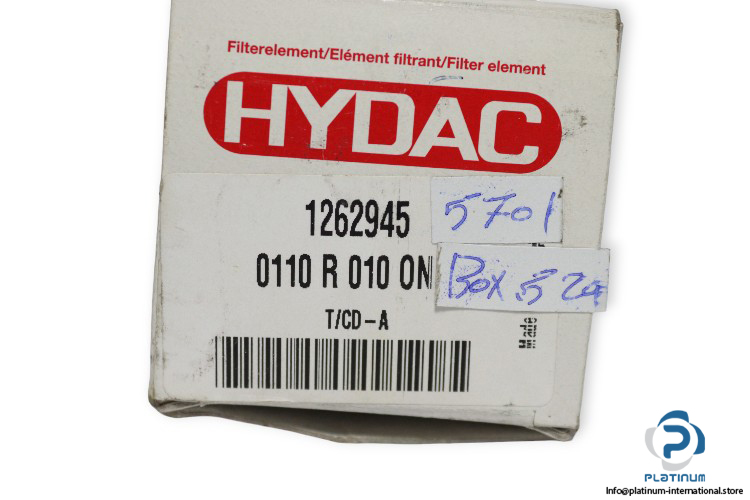 Filterelement/Elément filtrant/Filter element
HYDAC
1262945
5701
0110 R 010 ON
Box 5
T/CD-A
Made
PLATINUM
Info@platinum-international.store